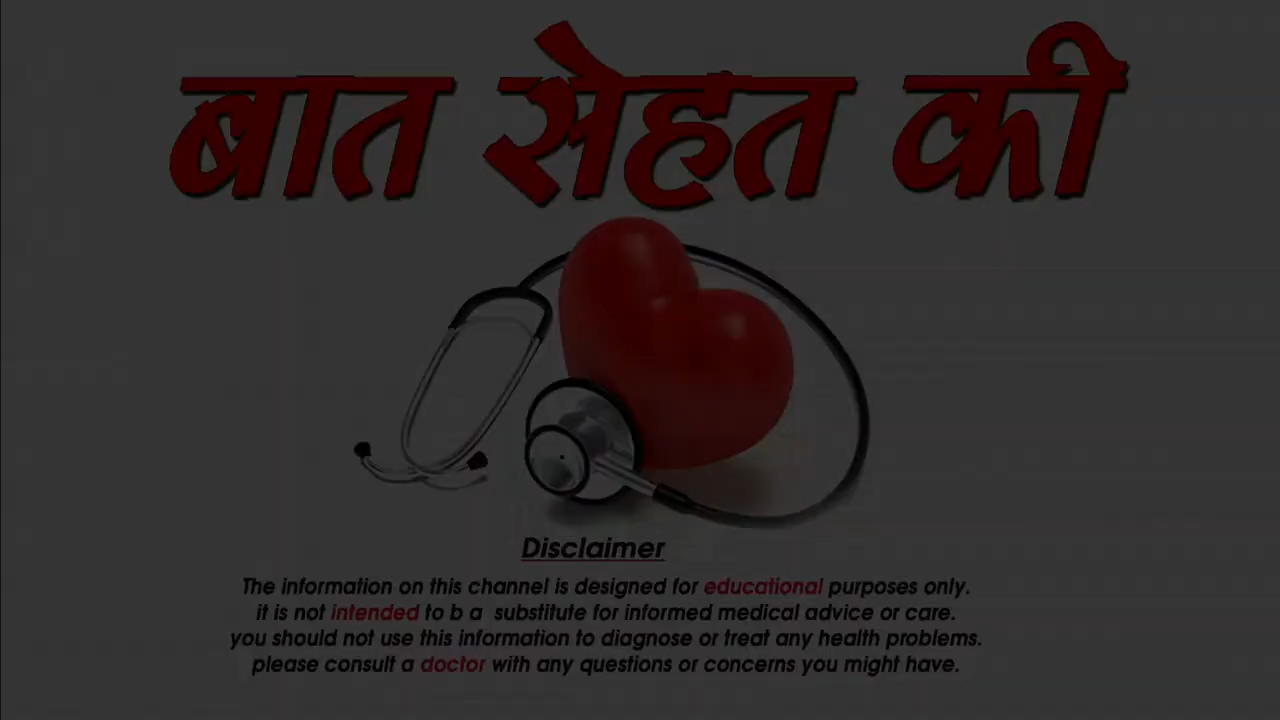 बात सेहत की
Disclaimer
The information on this channel is designed for educational purposes only.
it is not intended to b a substitute for informed medical advice or care.
you should not use this information to diagnose or treat any health problems.
please consult a doctor with any questions or concerns you might have.